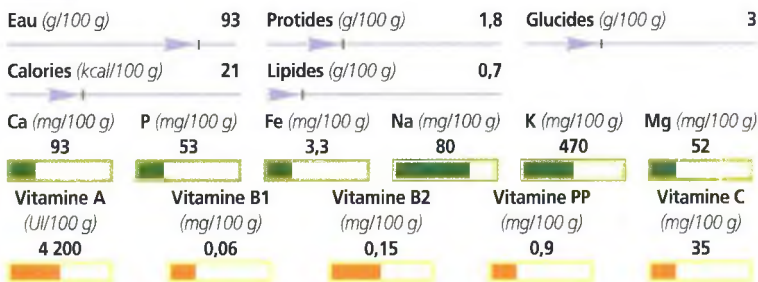 Eau (g/100 g) 93 Protides (g/100 g) 1,8 Glucides (g/100 g) 3
Calories (kcal/100 g) 21 Lipides (g/100 g) 0,7
Ca (mg/100 g) P (mg/100 g) Fe (mg/100 g) Na (mg/100 g) K (mg/100 g) Mg (mg/100 g)
93 53 3,3 80 470 52
Vitamine A Vitamine B1 Vitamine B2 Vitamine PP Vitamine C
(UI/100 g) (mg/100 g) (mg/100 g) (mg/100 g) (mg/100 g)
4 200 0,06 0,15 0,9 35